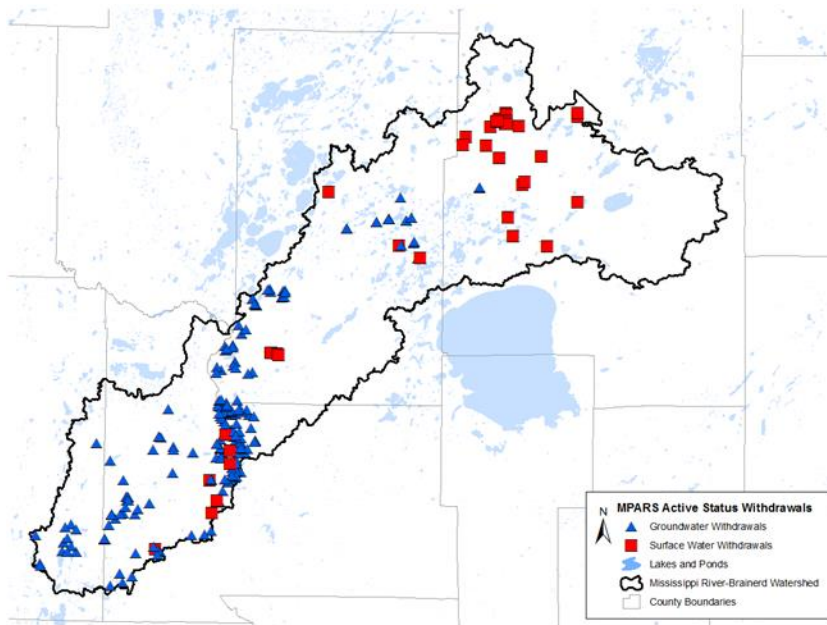 MPARS Active Status Withdrawals
N
Groundwater Withdrawals
Surface Water Withdrawals
Lakes and Ponds
Mississippi River-Brainerd Watershed
County Boundaries